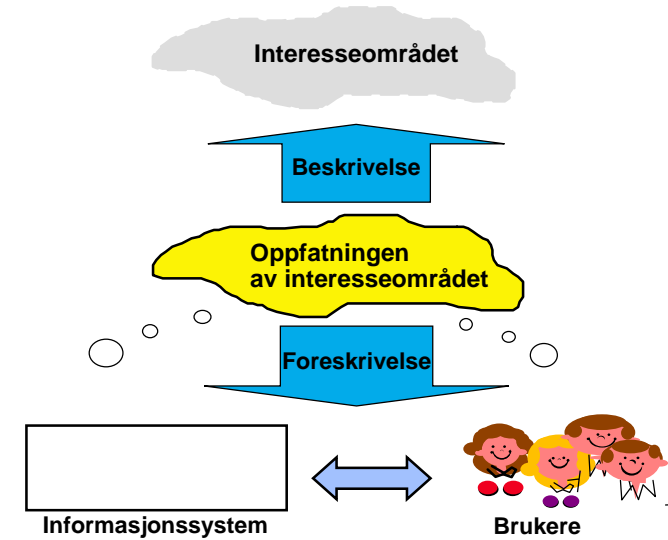 Interesseområdet
Beskrivelse
Oppfatningen
av interesseområdet
Foreskrivelse
Informasjonssystem
Brukere